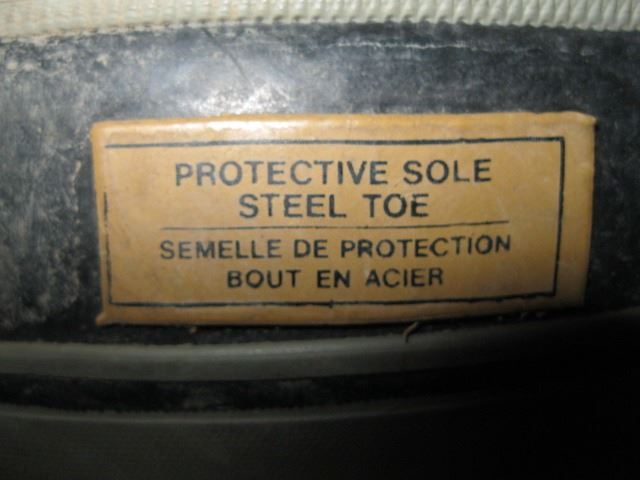 PROTECTIVE SOLE
STEEL TOE
SEMELLE DE PROTECTION
BOUT EN ACIER